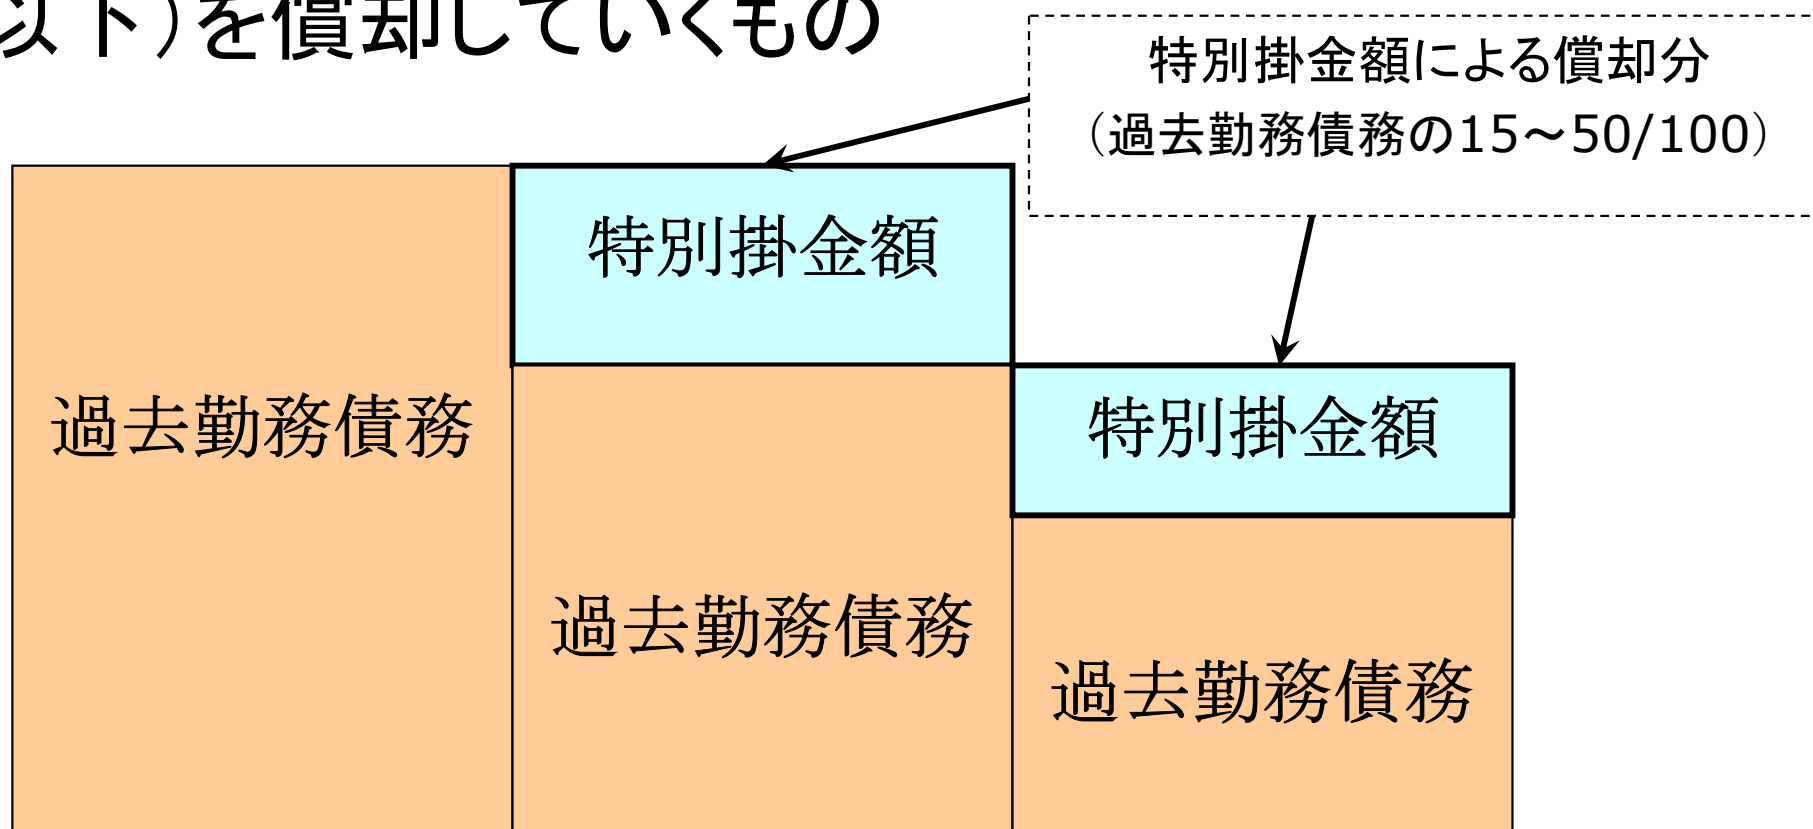 以下）を償却していくもの
特別掛金額による償却分
（過去勤務債務の15～50/100）
特別掛金額
過去勤務債務
特別掛金額
過去勤務債務
過去勤務債務